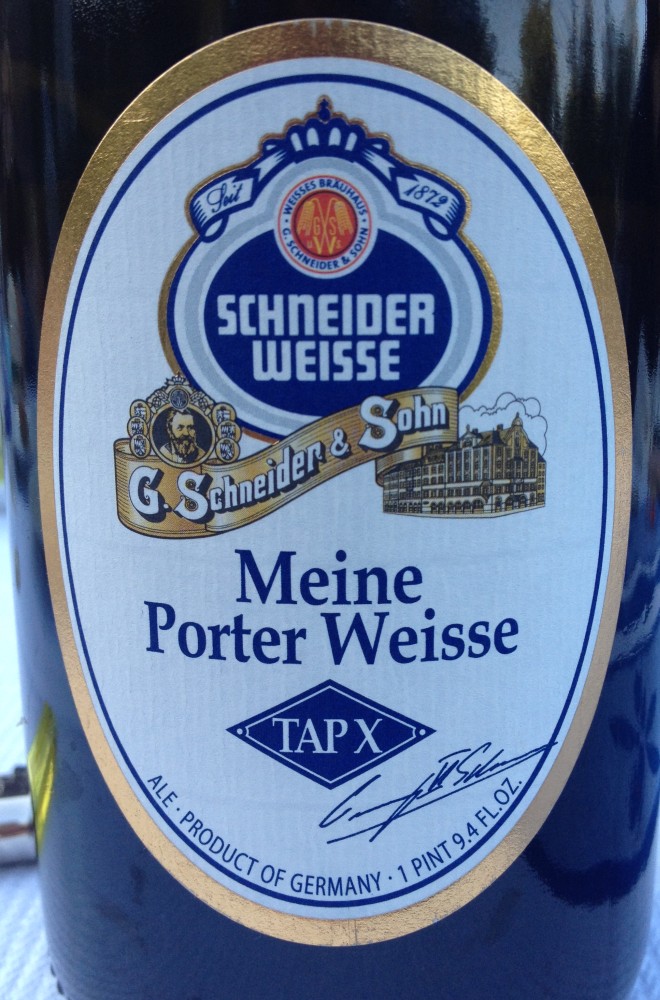 Seit 1872
WEISSES BRÄUHAUS
G. SCHNEIDER & SOHN
SCHNEIDER
WEISSE
G. Schneider & Sohn
Meine
Porter Weisse
TAP X
ALE · PRODUCT OF GERMANY · 1 PINT 9.4 FL.OZ.